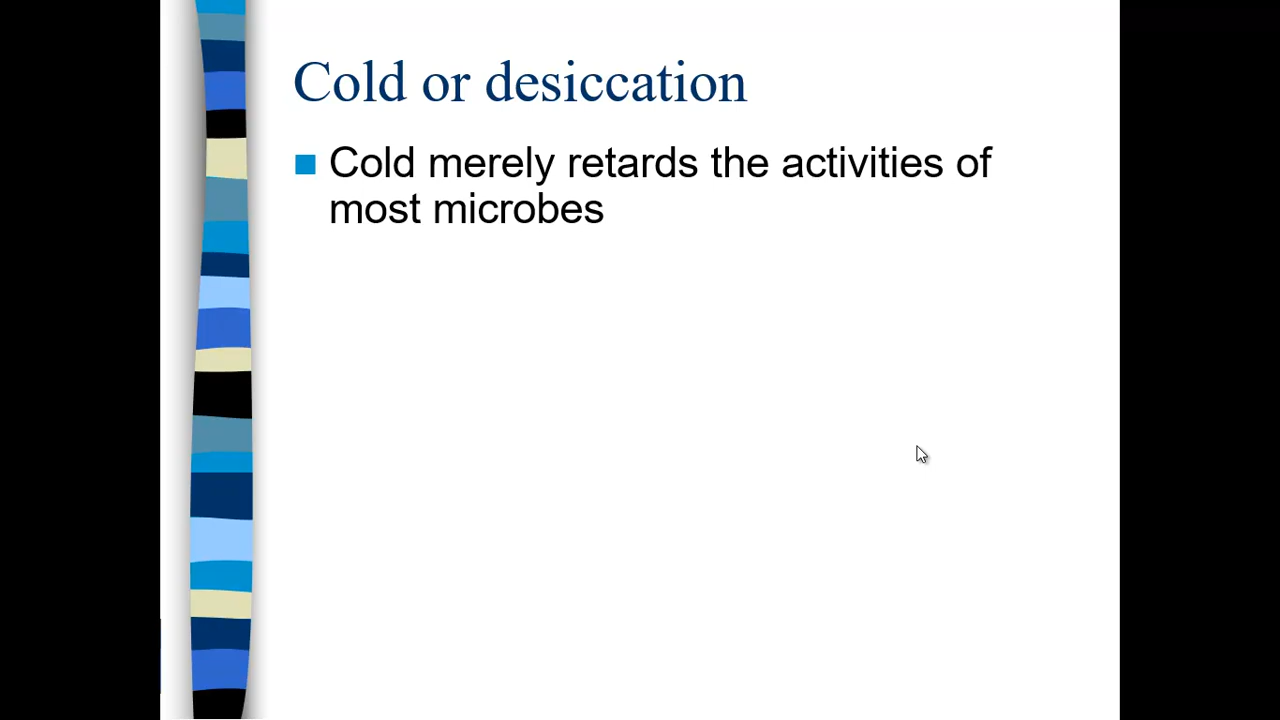 Cold or desiccation
Cold merely retards the activities of
most microbes